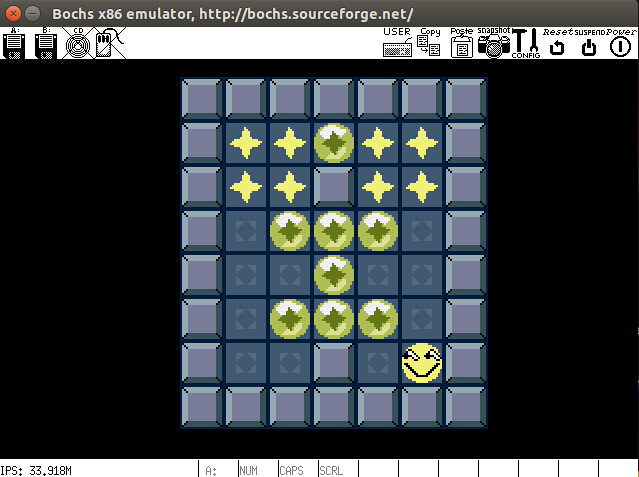 Bochs x86 emulator, http://bochs.sourceforge.net/
A: B: CD USER Copy Paste Snapshot CONFIG Reset SUSPEND Power
IPS: 33.918M A: NUM CAPS SCRL